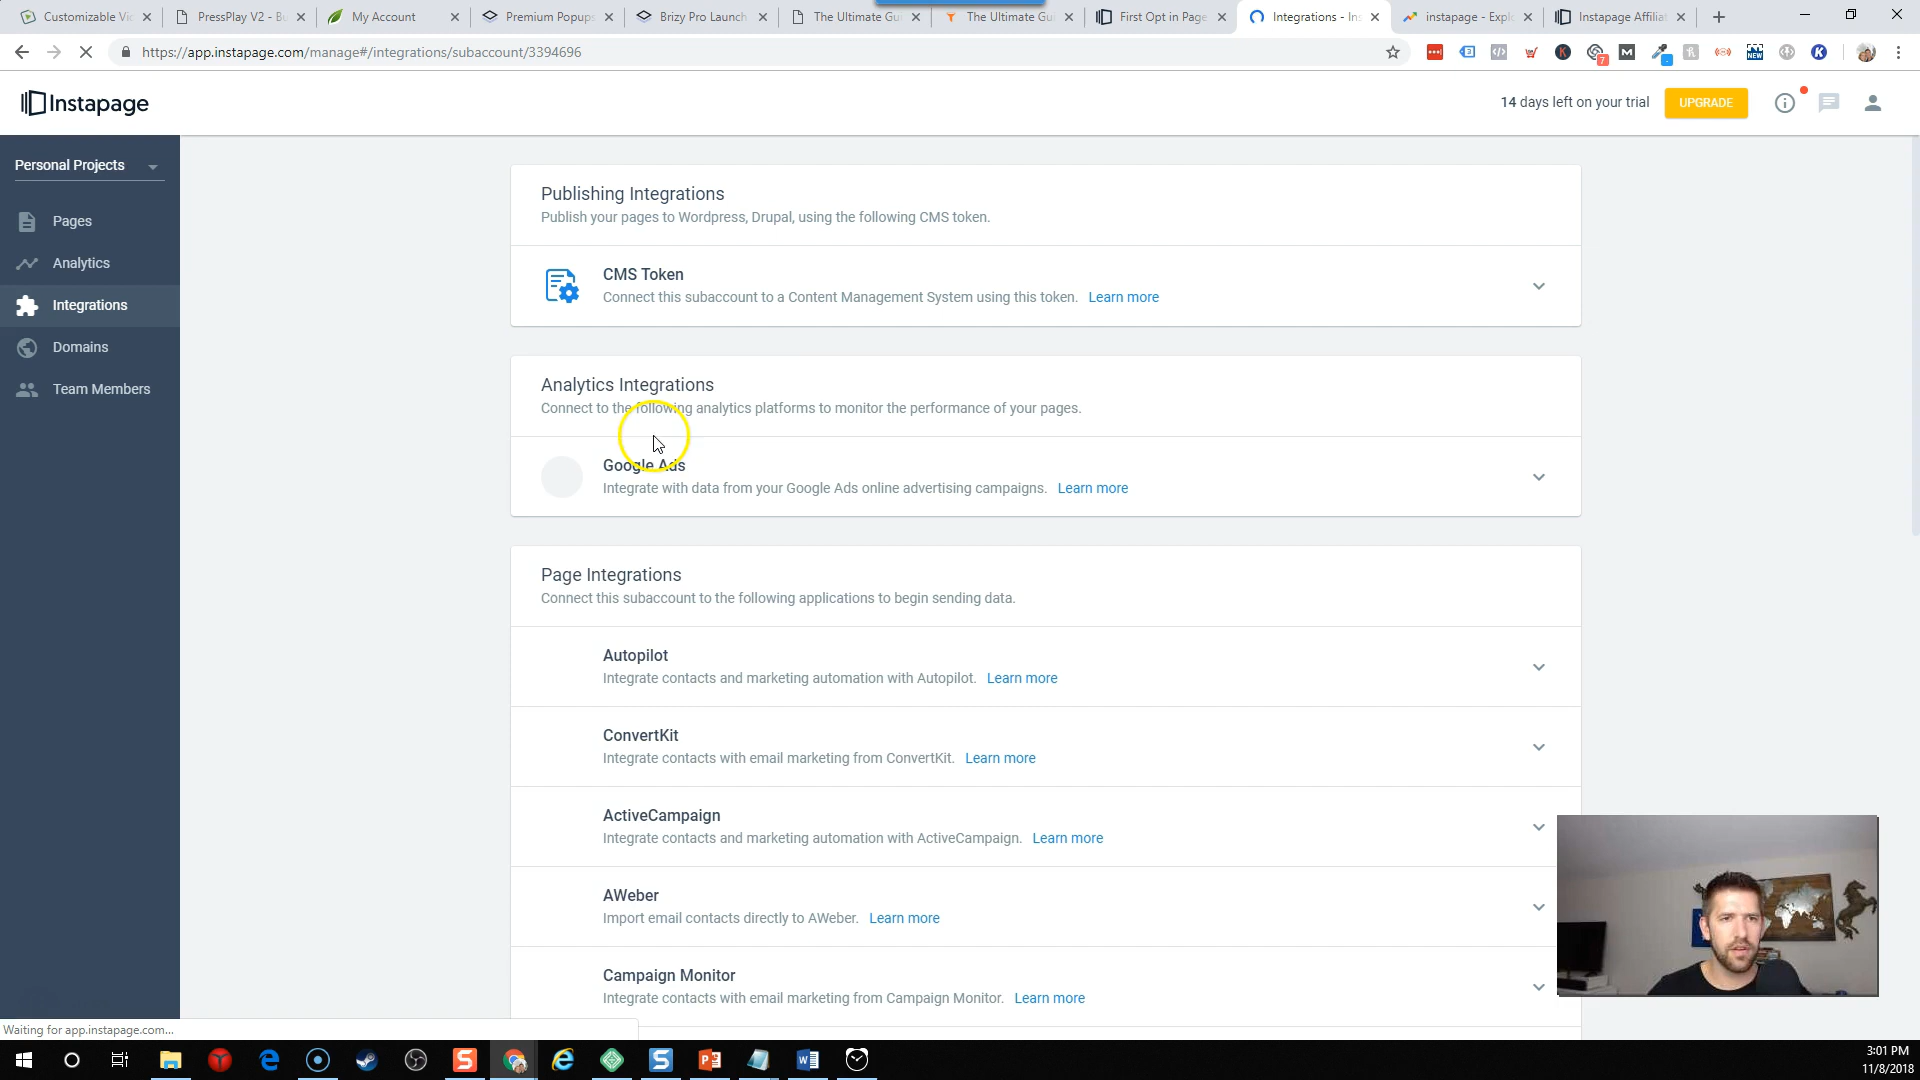 Customizable Vic
PressPlay V2 - Bu
My Account
Premium Popups
Brizy Pro Launch
The Ultimate Gu
The Ultimate Gu
First Opt in Page
Integrations - Ins
instapage - Explo
Instapage Affiliat
https://app.instapage.com/manage#/integrations/subaccount/3394696
Instapage
14 days left on your trial
UPGRADE
Personal Projects
Pages
Analytics
Integrations
Domains
Team Members
Publishing Integrations
Publish your pages to Wordpress, Drupal, using the following CMS token.
CMS Token
Connect this subaccount to a Content Management System using this token. Learn more
Analytics Integrations
Connect to the following analytics platforms to monitor the performance of your pages.
Google Ads
Integrate with data from your Google Ads online advertising campaigns. Learn more
Page Integrations
Connect this subaccount to the following applications to begin sending data.
Autopilot
Integrate contacts and marketing automation with Autopilot. Learn more
ConvertKit
Integrate contacts with email marketing from ConvertKit. Learn more
ActiveCampaign
Integrate contacts and marketing automation with ActiveCampaign. Learn more
AWeber
Import email contacts directly to AWeber. Learn more
Campaign Monitor
Integrate contacts with email marketing from Campaign Monitor. Learn more
Waiting for app.instapage.com...
3:01 PM
11/8/2018